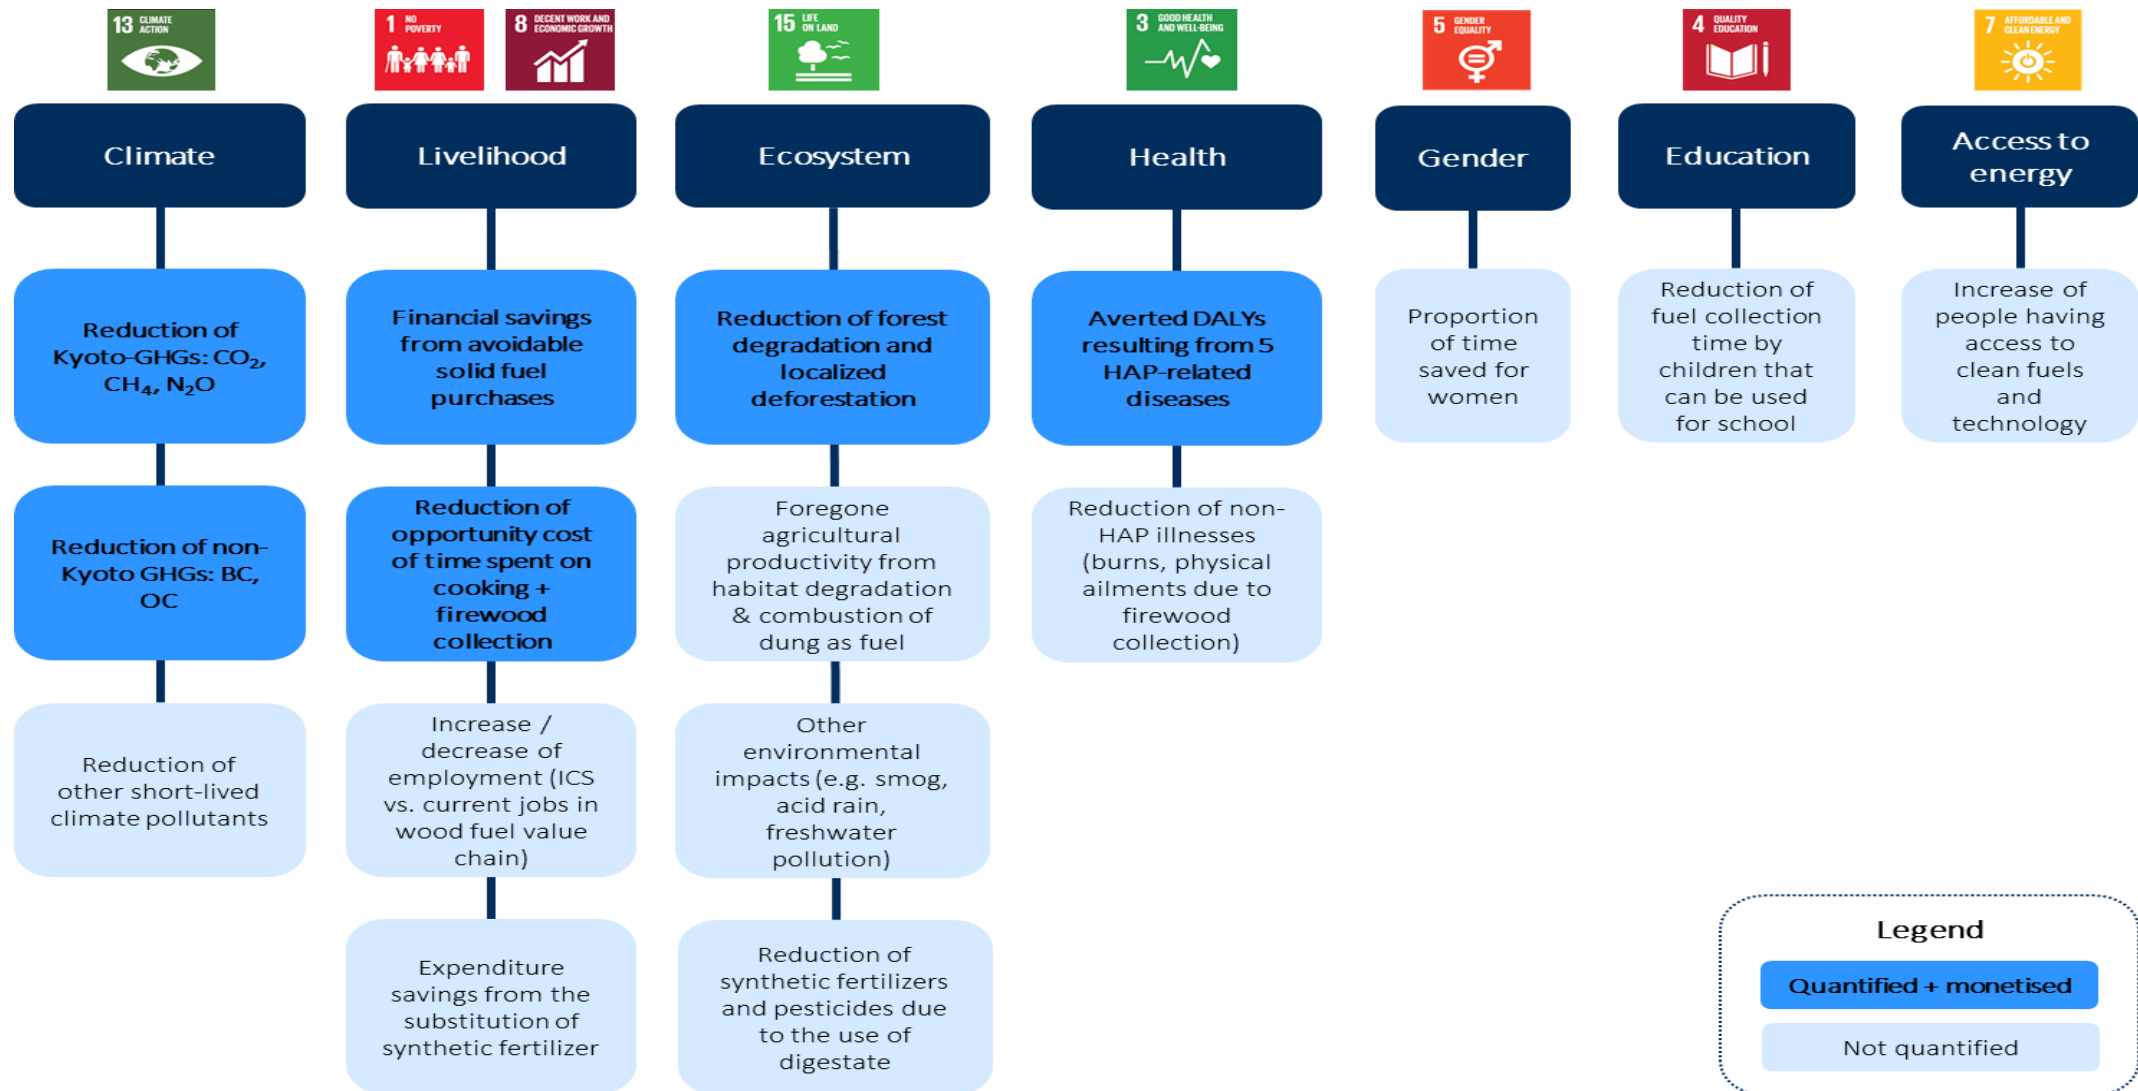 13 CLIMATE
ACTION
1 NO
POVERTY
8 DECENT WORK AND
ECONOMIC GROWTH
15 LIFE
ON LAND
3 GOOD HEALTH
AND WELL-BEING
5 GENDER
EQUALITY
4 QUALITY
EDUCATION
7 AFFORDABLE AND
CLEAN ENERGY
Climate
Livelihood
Ecosystem
Health
Gender
Education
Access to
energy
Reduction of
Kyoto-GHGs: CO₂,
CH₄, N₂O
Financial savings
from avoidable
solid fuel
purchases
Reduction of forest
degradation and
localized
deforestation
Averted DALYs
resulting from 5
HAP-related
diseases
Proportion
of time
saved for
women
Reduction of
fuel collection
time by
children that
can be used
for school
Increase of
people having
access to
clean fuels
and
technology
Reduction of non-
Kyoto GHGs: BC,
OC
Reduction of
opportunity cost
of time spent on
cooking +
firewood
collection
Foregone
agricultural
productivity from
habitat degradation
& combustion of
dung as fuel
Reduction of non-
HAP illnesses
(burns, physical
ailments due to
firewood
collection)
Reduction of
other short-lived
climate pollutants
Increase /
decrease of
employment (ICS
vs. current jobs in
wood fuel value
chain)
Other
environmental
impacts (e.g. smog,
acid rain,
freshwater
pollution)
Expenditure
savings from the
substitution of
synthetic fertilizer
Reduction of
synthetic fertilizers
and pesticides due
to the use of
digestate
Legend
Quantified + monetised
Not quantified